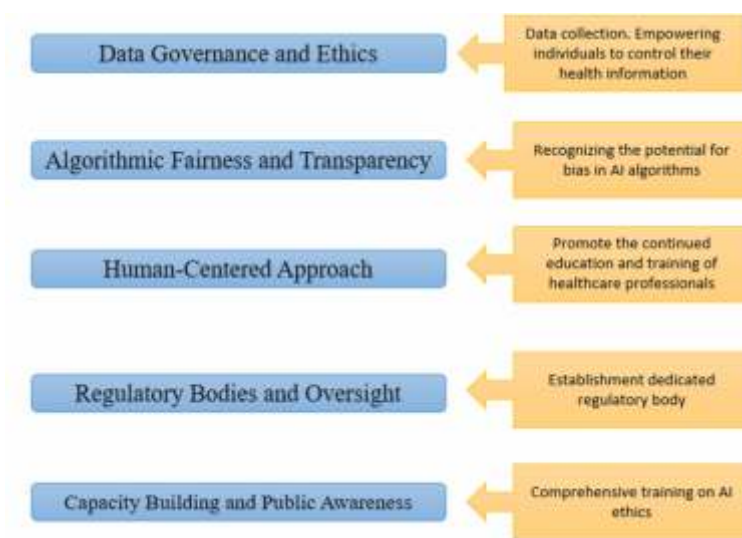 Data Governance and Ethics
Data collection. Empowering
individuals to control their
health information
Algorithmic Fairness and Transparency
Recognizing the potential for
bias in AI algorithms
Human-Centered Approach
Promote the continued
education and training of
healthcare professionals
Regulatory Bodies and Oversight
Establishment dedicated
regulatory body
Capacity Building and Public Awareness
Comprehensive training on AI
ethics